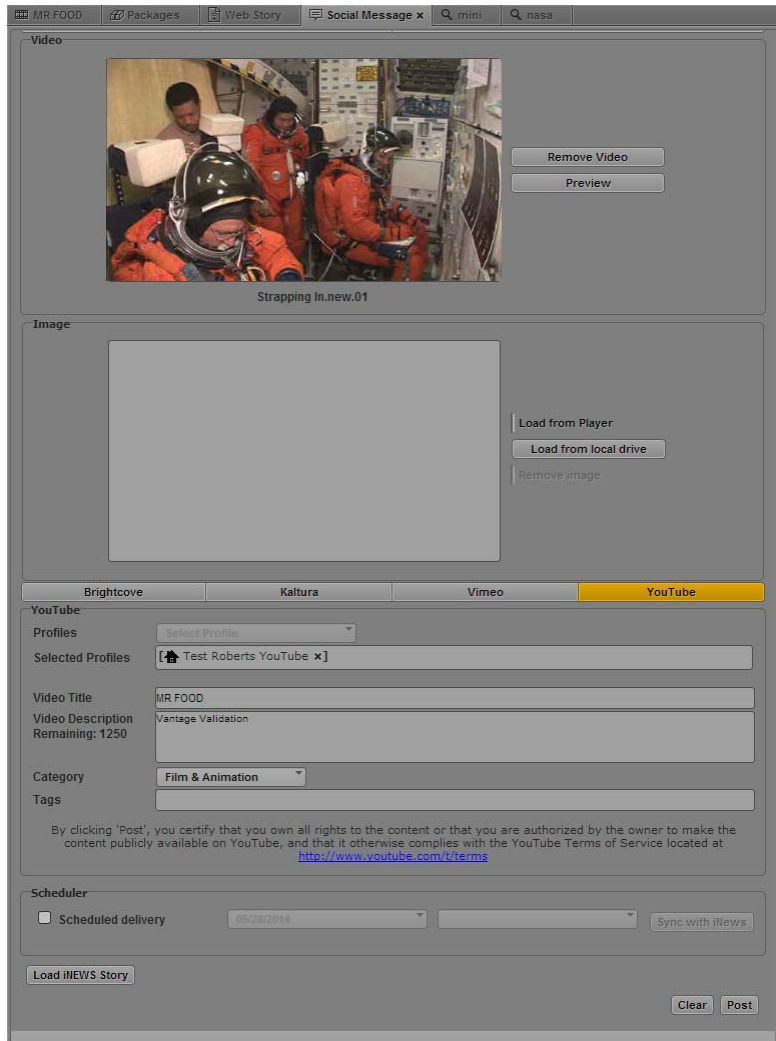 MR FOOD Packages Web Story Social Message × mini nasa
Video
Remove Video
Preview
Strapping In.new.01
Image
Load from Player
Load from local drive
Remove image
Brightcove Kaltura Vimeo YouTube
YouTube
Profiles Select Profile
Selected Profiles [Test Roberts YouTube ×]
Video Title MR FOOD
Video Description Vantage Validation
Remaining: 1250
Category Film & Animation
Tags
By clicking 'Post', you certify that you own all rights to the content or that you are authorized by the owner to make the
content publicly available on YouTube, and that it otherwise complies with the YouTube Terms of Service located at
http://www.youtube.com/t/terms
Scheduler
Scheduled delivery 05/28/2014 Sync with iNews
Load iNEWS Story
Clear Post